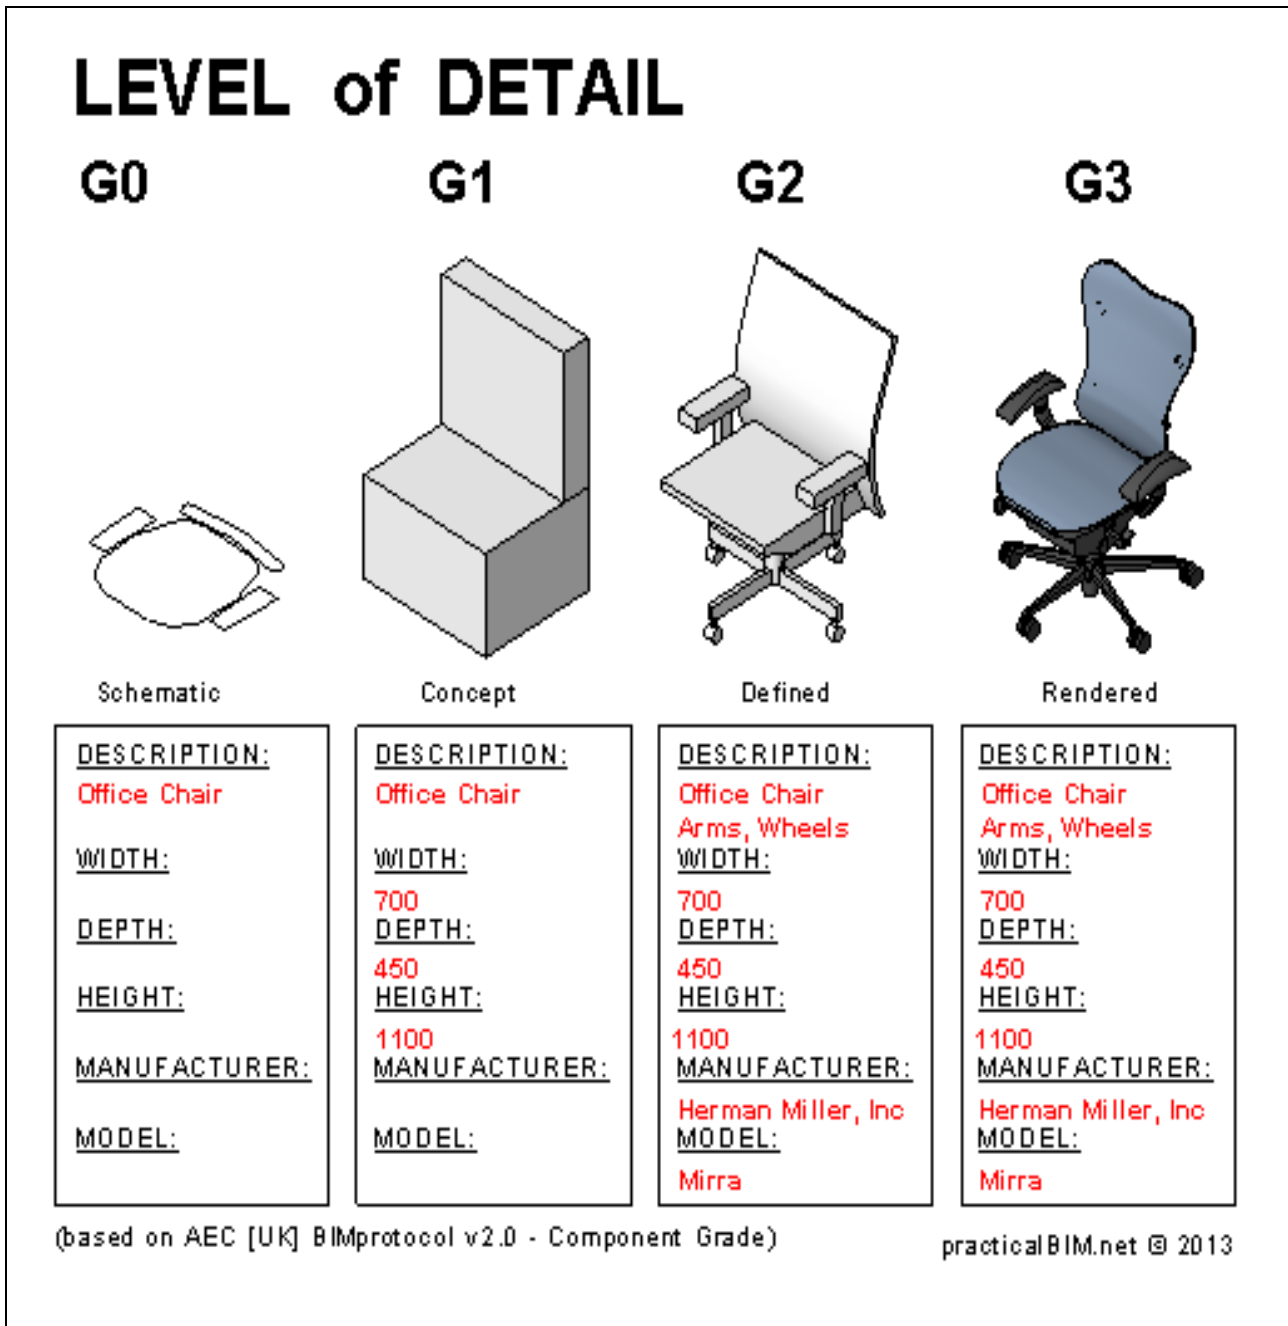 LEVEL of DETAIL
G0 G1 G2 G3
Schematic Concept Defined Rendered
DESCRIPTION:
Office Chair
WIDTH:
DEPTH:
HEIGHT:
MANUFACTURER:
MODEL:
DESCRIPTION:
Office Chair
WIDTH:
700
DEPTH:
450
HEIGHT:
1100
MANUFACTURER:
MODEL:
DESCRIPTION:
Office Chair
Arms, Wheels
WIDTH:
700
DEPTH:
450
HEIGHT:
1100
MANUFACTURER:
Herman Miller, Inc
MODEL:
Mirra
DESCRIPTION:
Office Chair
Arms, Wheels
WIDTH:
700
DEPTH:
450
HEIGHT:
1100
MANUFACTURER:
Herman Miller, Inc
MODEL:
Mirra
(based on AEC [UK] BIMprotocol v2.0 - Component Grade)
practicalBIM.net © 2013